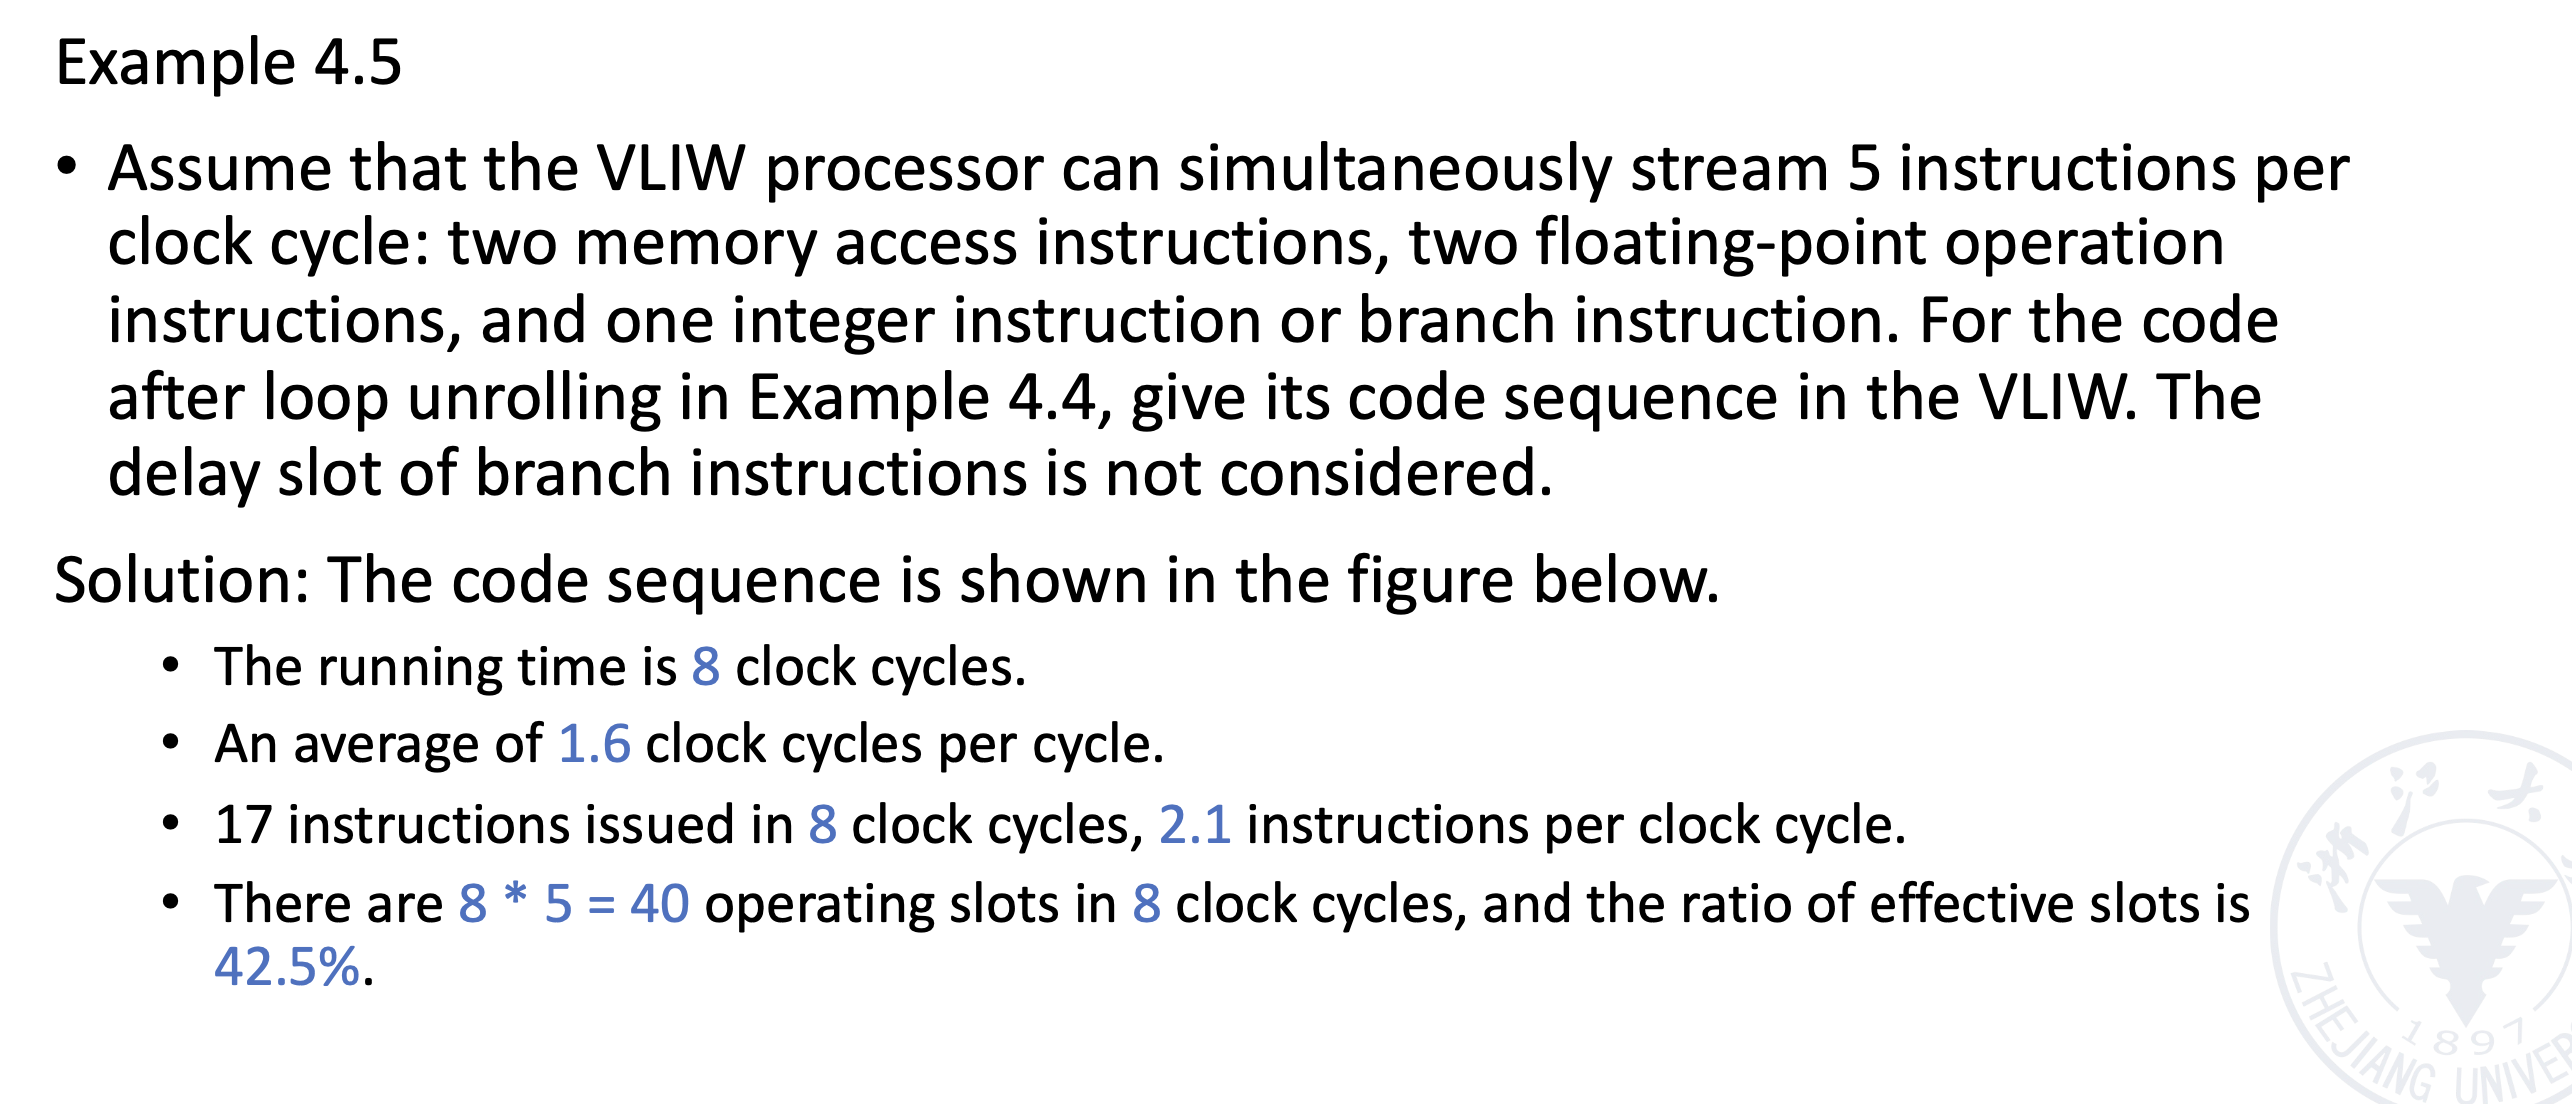 Example 4.5
• Assume that the VLIW processor can simultaneously stream 5 instructions per
clock cycle: two memory access instructions, two floating-point operation
instructions, and one integer instruction or branch instruction. For the code
after loop unrolling in Example 4.4, give its code sequence in the VLIW. The
delay slot of branch instructions is not considered.
Solution: The code sequence is shown in the figure below.
• The running time is 8 clock cycles.
• An average of 1.6 clock cycles per cycle.
• 17 instructions issued in 8 clock cycles, 2.1 instructions per clock cycle.
• There are 8 * 5 = 40 operating slots in 8 clock cycles, and the ratio of effective slots is
42.5%.
1897
ZHEJIANG